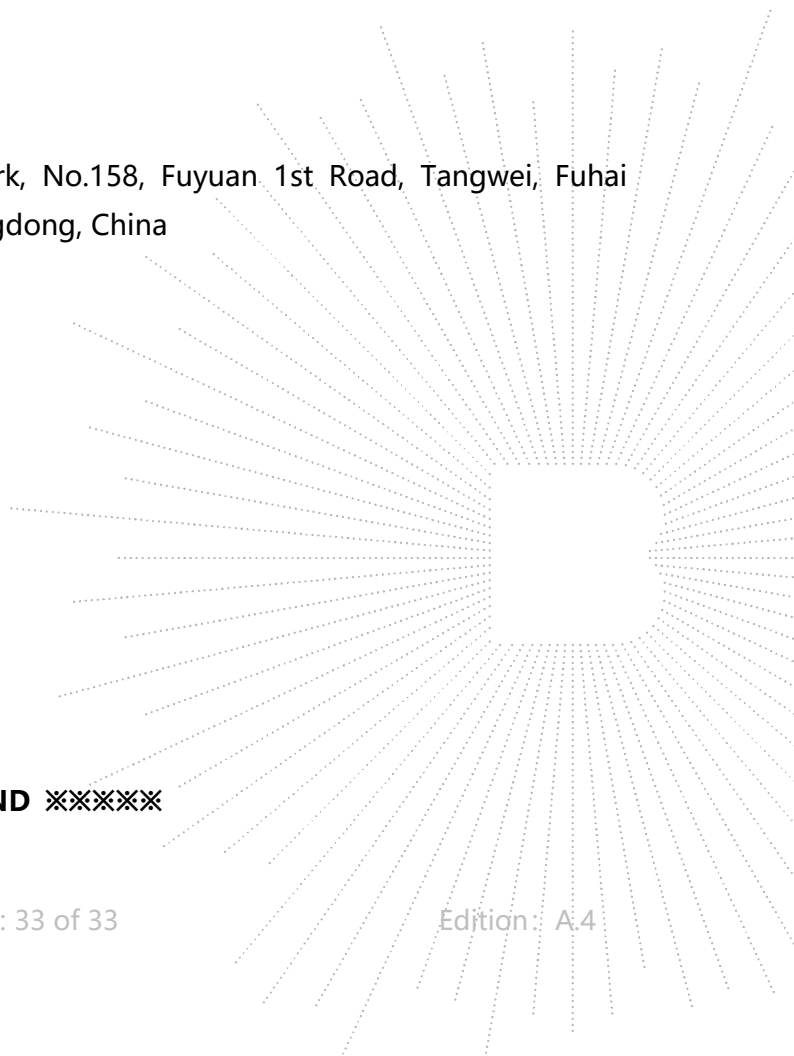 rk, No.158, Fuyuan 1st Road, Tangwei, Fuhai
gdong, China
ND ※※※※※
: 33 of 33 Edition：A.4